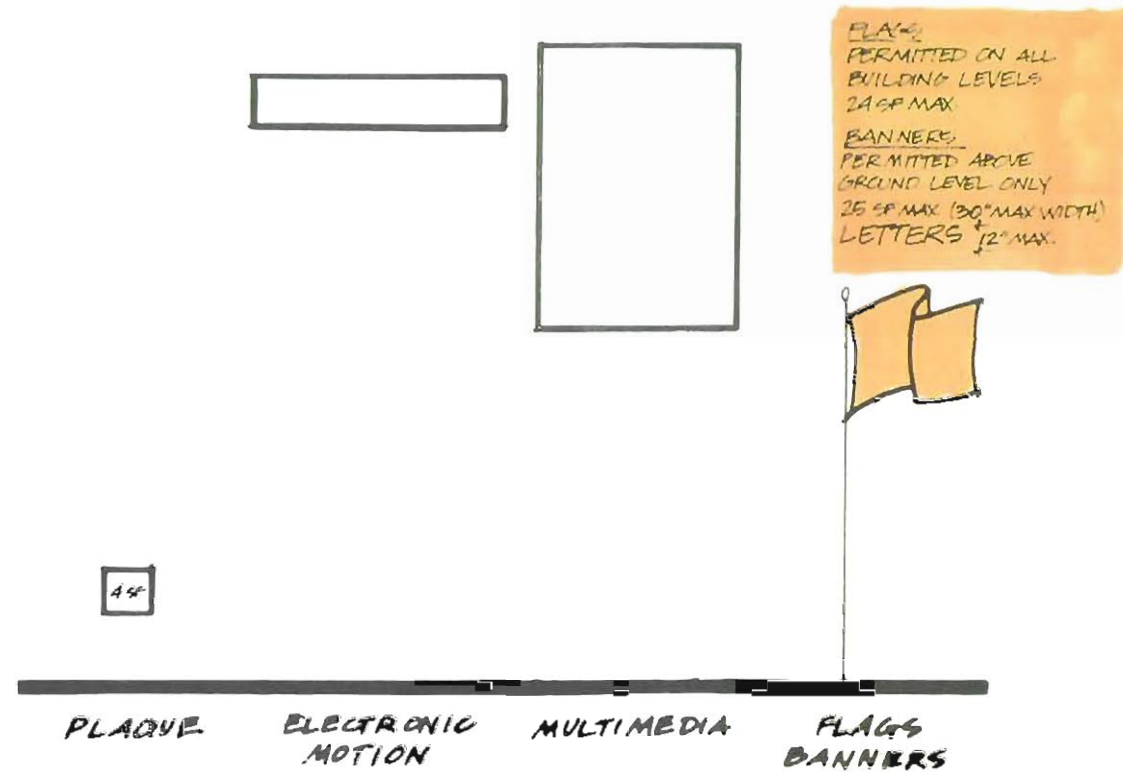 FLAGS
PERMITTED ON ALL
BUILDING LEVELS
24 SF MAX
BANNERS
PERMITTED ABOVE
GROUND LEVEL ONLY
25 SF MAX (30" MAX WIDTH)
LETTERS 12" MAX.
4 SF
PLAQUE
ELECTRONIC
MOTION
MULTIMEDIA
FLAGS
BANNERS